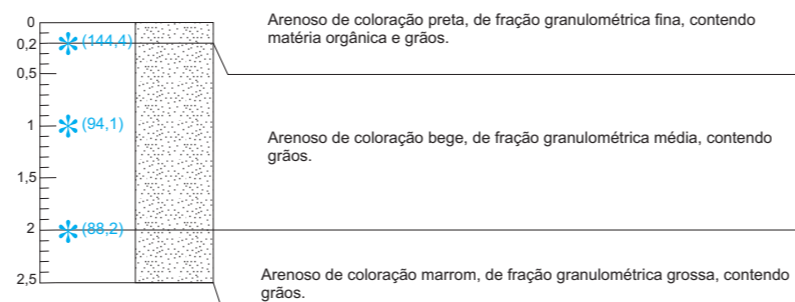 0
Arenoso de coloração preta, de fração granulométrica fina, contendo
matéria orgânica e grãos.
0,2
(144,4)
0,5
1
(94,1)
Arenoso de coloração bege, de fração granulométrica média, contendo
grãos.
1,5
2
(88,2)
Arenoso de coloração marrom, de fração granulométrica grossa, contendo
grãos.
2,5